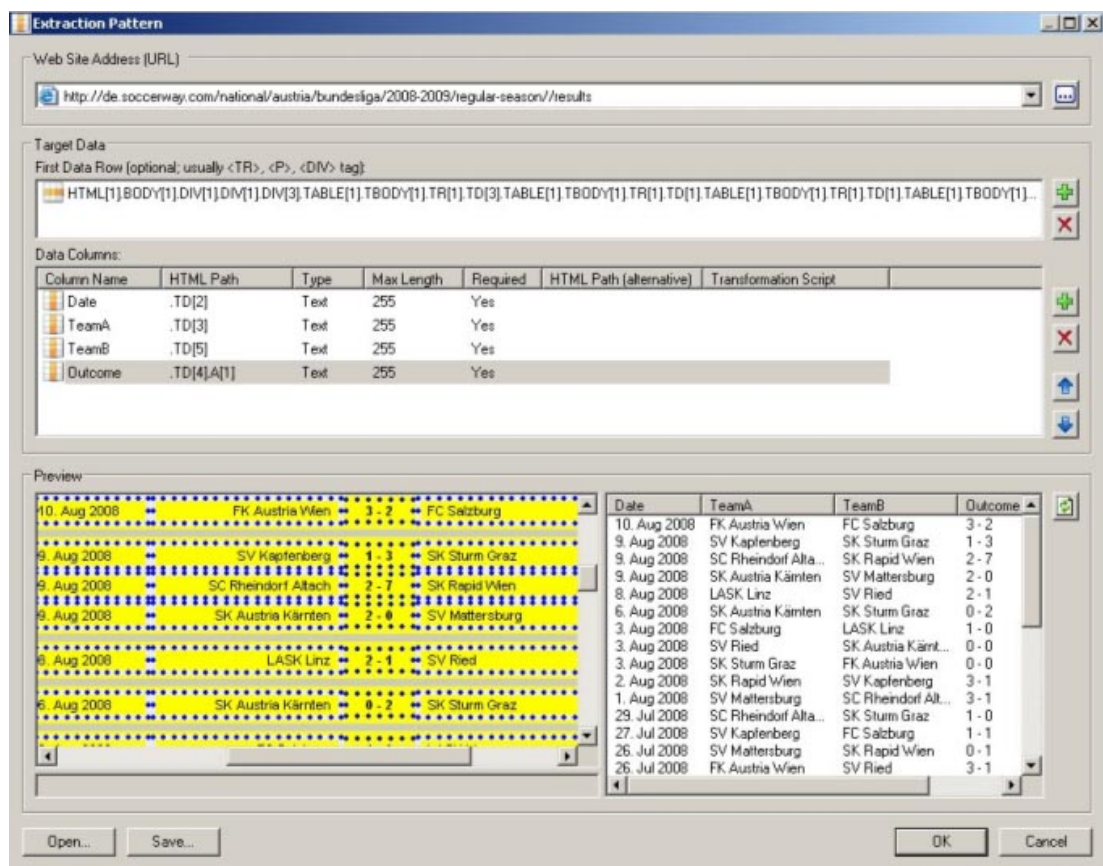 Extraction Pattern
Web Site Address (URL)
http://de.soccerway.com/national/austria/bundesliga/2008-2009/regular-season//results
Target Data
First Data Row (optional; usually <TR>, <P>, <DIV> tag):
HTML[1].BODY[1].DIV[1].DIV[1].DIV[3].TABLE[1].TBODY[1].TR[1].TD[3].TABLE[1].TBODY[1].TR[1].TD[1].TABLE[1].TBODY[1].TR[1].TD[1].TABLE[1].TBODY[1]...
Data Columns:
Column Name HTML Path Type Max Length Required HTML Path (alternative) Transformation Script
Date .TD[2] Text 255 Yes
TeamA .TD[3] Text 255 Yes
TeamB .TD[5] Text 255 Yes
Outcome .TD[4].A[1] Text 255 Yes
Preview
10. Aug 2008 FK Austria Wien 3 - 2 FC Salzburg
9. Aug 2008 SV Kapfenberg 1 - 3 SK Sturm Graz
SC Rheindorf Altach 2 - 7 SK Rapid Wien
9. Aug 2008 SK Austria Kärnten 2 - 0 SV Mattersburg
8. Aug 2008 LASK Linz 2 - 1 SV Ried
6. Aug 2008 SK Austria Kärnten 0 - 2 SK Sturm Graz
Date TeamA TeamB Outcome
10. Aug 2008 FK Austria Wien FC Salzburg 3 - 2
9. Aug 2008 SV Kapfenberg SK Sturm Graz 1 - 3
9. Aug 2008 SC Rheindorf Alta... SK Rapid Wien 2 - 7
9. Aug 2008 SK Austria Kärnten SV Mattersburg 2 - 0
8. Aug 2008 LASK Linz SV Ried 2 - 1
6. Aug 2008 SK Austria Kärnten SK Sturm Graz 0 - 2
3. Aug 2008 FC Salzburg LASK Linz 1 - 0
3. Aug 2008 SV Ried SK Austria Kärnt... 0 - 0
3. Aug 2008 SK Sturm Graz FK Austria Wien 0 - 0
2. Aug 2008 SK Rapid Wien SV Kapfenberg 3 - 1
1. Aug 2008 SV Mattersburg SC Rheindorf Alt... 3 - 1
29. Jul 2008 SC Rheindorf Alta... SK Sturm Graz 1 - 0
27. Jul 2008 SV Kapfenberg FC Salzburg 1 - 1
26. Jul 2008 SV Mattersburg SK Rapid Wien 0 - 1
26. Jul 2008 FK Austria Wien SV Ried 3 - 1
Open... Save... OK Cancel